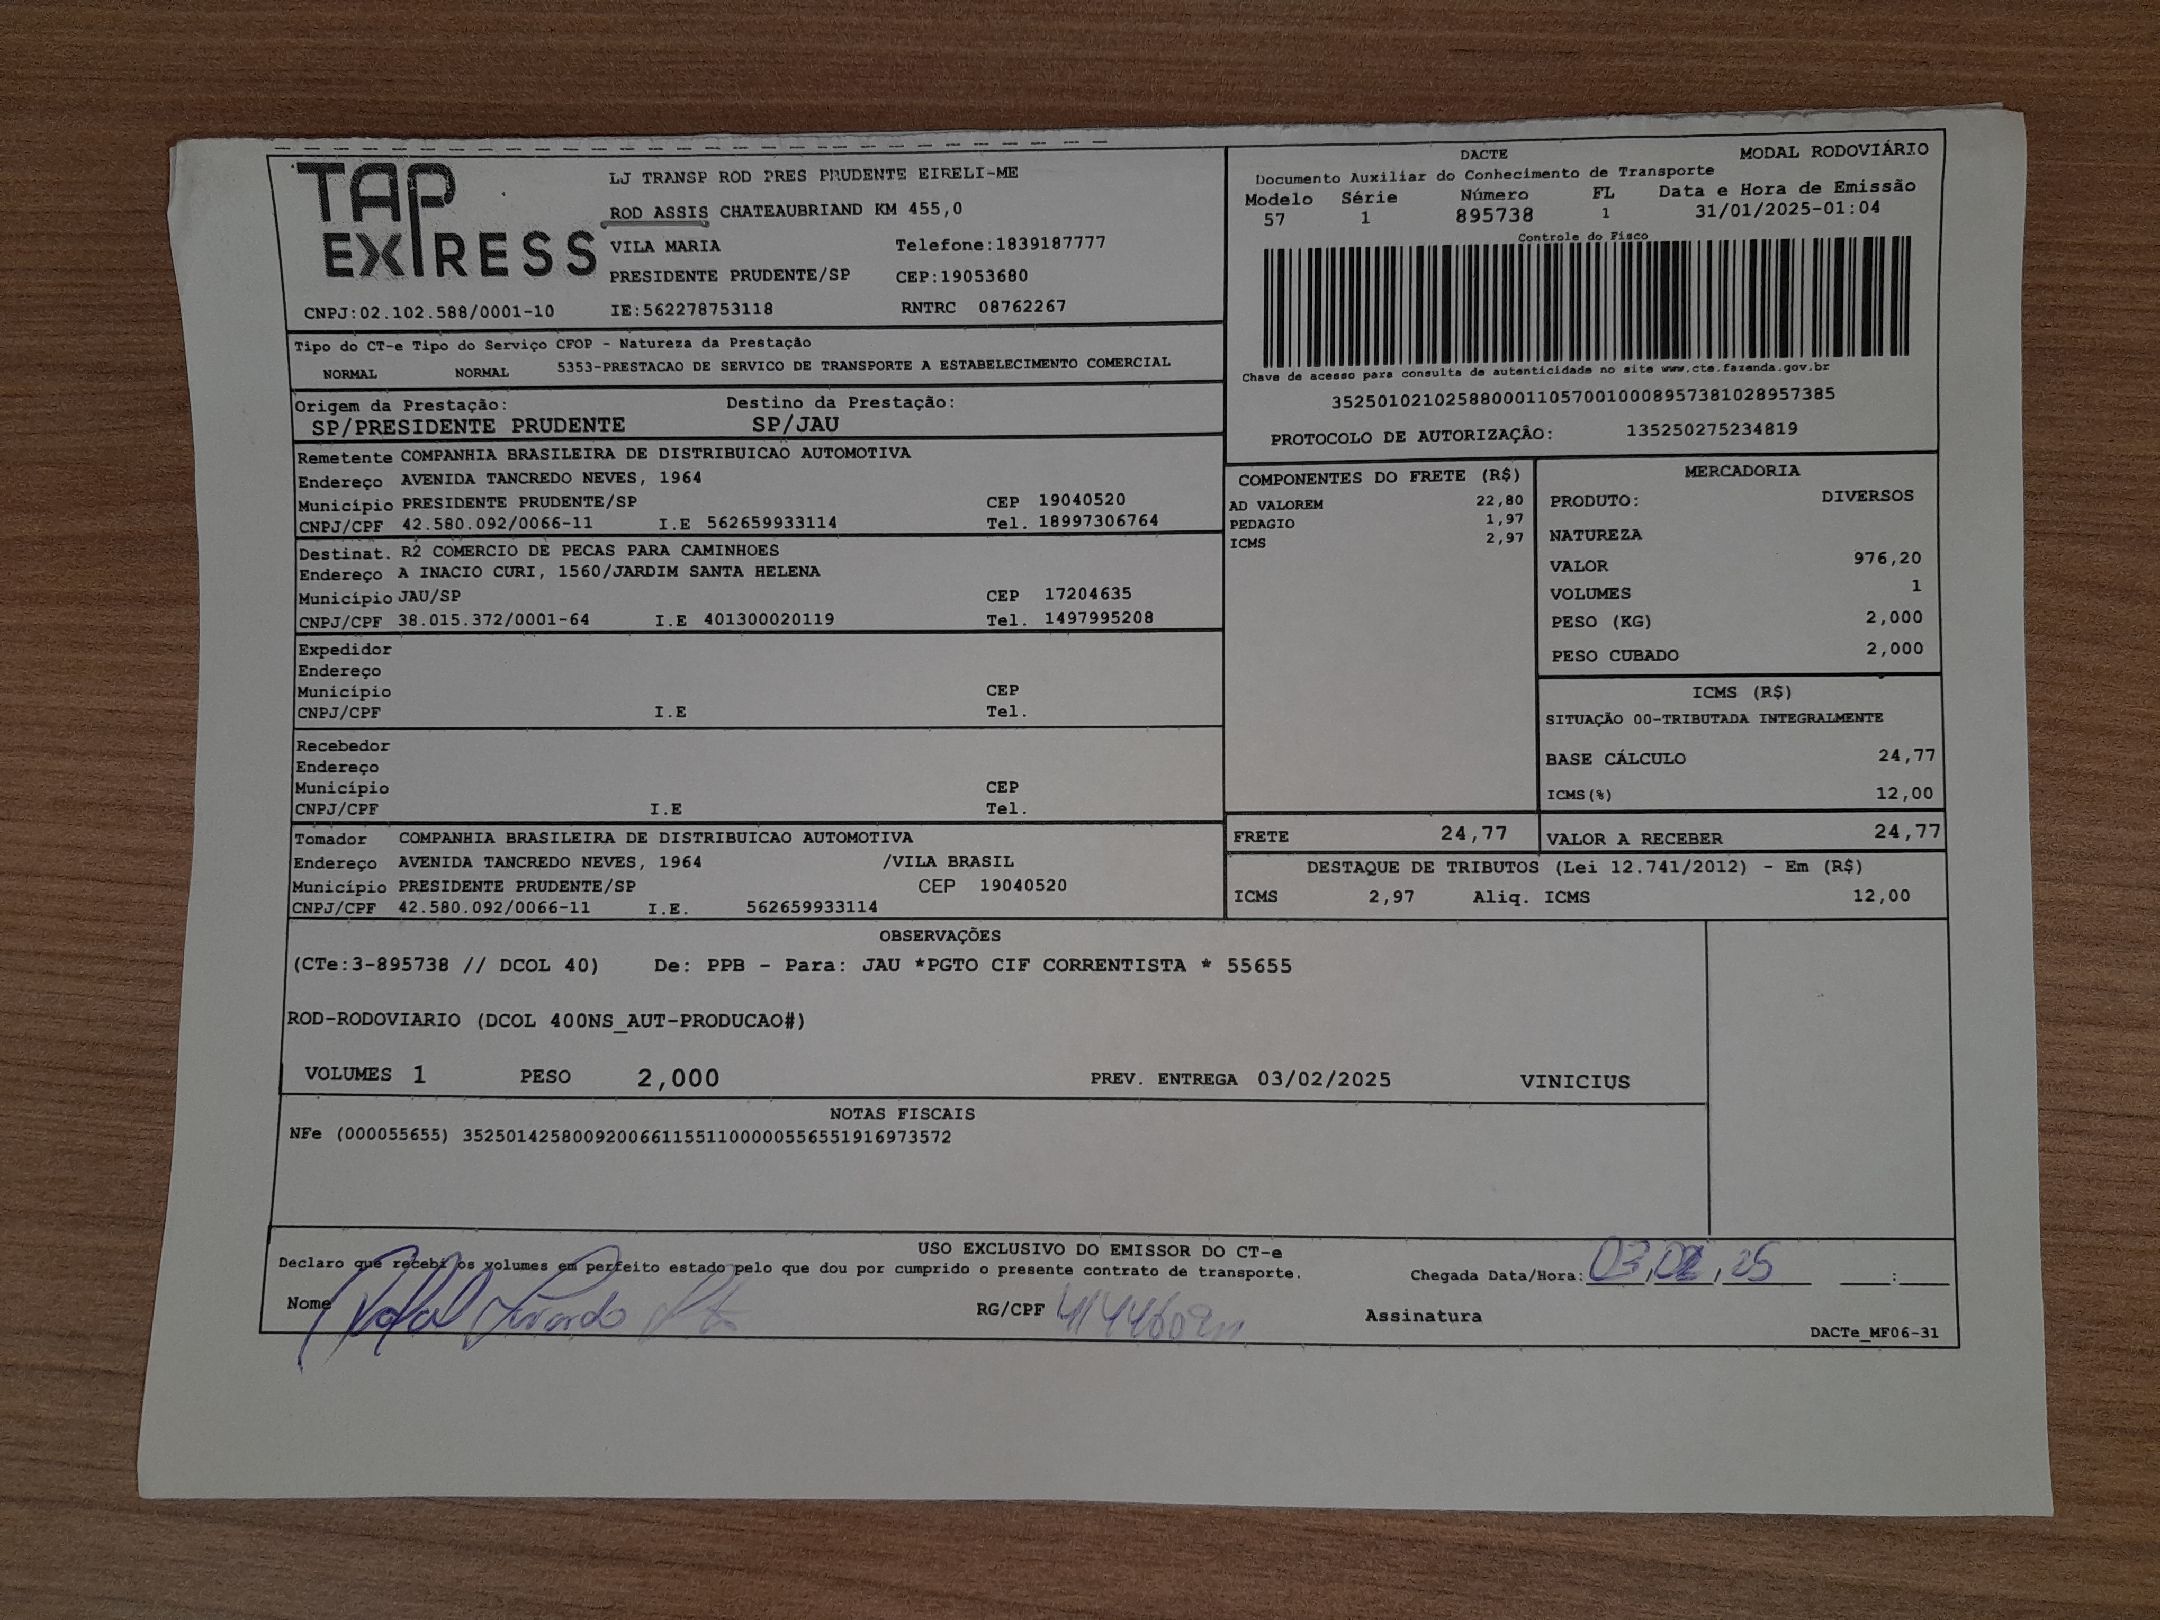 TAP EXPRESS
LJ TRANSP ROD PRES PRUDENTE EIRELI-ME
ROD ASSIS CHATEAUBRIAND KM 455,0
VILA MARIA Telefone:1839187777
PRESIDENTE PRUDENTE/SP CEP:19053680
CNPJ:02.102.588/0001-10 IE:562278753118 RNTRC 08762267
DACTE MODAL RODOVIÁRIO
Documento Auxiliar do Conhecimento de Transporte
Modelo Série Número FL Data e Hora de Emissão
57 1 895738 1 31/01/2025-01:04
Controle do Fisco
Chave de acesso para consulta de autenticidade no site www.cte.fazenda.gov.br
35250102102588000110570010008957381028957385
PROTOCOLO DE AUTORIZAÇÃO: 135250275234819
Tipo do CT-e Tipo do Serviço CFOP - Natureza da Prestação
NORMAL NORMAL 5353-PRESTACAO DE SERVICO DE TRANSPORTE A ESTABELECIMENTO COMERCIAL
Origem da Prestação: Destino da Prestação:
SP/PRESIDENTE PRUDENTE SP/JAU
Remetente COMPANHIA BRASILEIRA DE DISTRIBUICAO AUTOMOTIVA
Endereço AVENIDA TANCREDO NEVES, 1964
Município PRESIDENTE PRUDENTE/SP CEP 19040520
CNPJ/CPF 42.580.092/0066-11 I.E 562659933114 Tel. 18997306764
Destinat. R2 COMERCIO DE PECAS PARA CAMINHOES
Endereço A INACIO CURI, 1560/JARDIM SANTA HELENA
Município JAU/SP CEP 17204635
CNPJ/CPF 38.015.372/0001-64 I.E 401300020119 Tel. 1497995208
Expedidor
Endereço
Município CEP
CNPJ/CPF I.E Tel.
Recebedor
Endereço
Município CEP
CNPJ/CPF I.E Tel.
Tomador COMPANHIA BRASILEIRA DE DISTRIBUICAO AUTOMOTIVA
Endereço AVENIDA TANCREDO NEVES, 1964 /VILA BRASIL
Município PRESIDENTE PRUDENTE/SP CEP 19040520
CNPJ/CPF 42.580.092/0066-11 I.E. 562659933114
COMPONENTES DO FRETE (R$)
AD VALOREM 22,80
PEDAGIO 1,97
ICMS 2,97
MERCADORIA
PRODUTO: DIVERSOS
NATUREZA
VALOR 976,20
VOLUMES 1
PESO (KG) 2,000
PESO CUBADO 2,000
ICMS (R$)
SITUAÇÃO 00-TRIBUTADA INTEGRALMENTE
BASE CÁLCULO 24,77
ICMS(%) 12,00
FRETE 24,77 VALOR A RECEBER 24,77
DESTAQUE DE TRIBUTOS (Lei 12.741/2012) - Em (R$)
ICMS 2,97 Aliq. ICMS 12,00
OBSERVAÇÕES
(CTe:3-895738 // DCOL 40) De: PPB - Para: JAU *PGTO CIF CORRENTISTA * 55655
ROD-RODOVIARIO (DCOL 400NS_AUT-PRODUCAO#)
VOLUMES 1 PESO 2,000 PREV. ENTREGA 03/02/2025 VINICIUS
NOTAS FISCAIS
NFe (000055655) 35250142580092006611551100000556551916973572
USO EXCLUSIVO DO EMISSOR DO CT-e
Declaro que recebi os volumes em perfeito estado pelo que dou por cumprido o presente contrato de transporte.
Chegada Data/Hora: 03,02,25 :
Nome RG/CPF Assinatura
DACTe_MF06-31